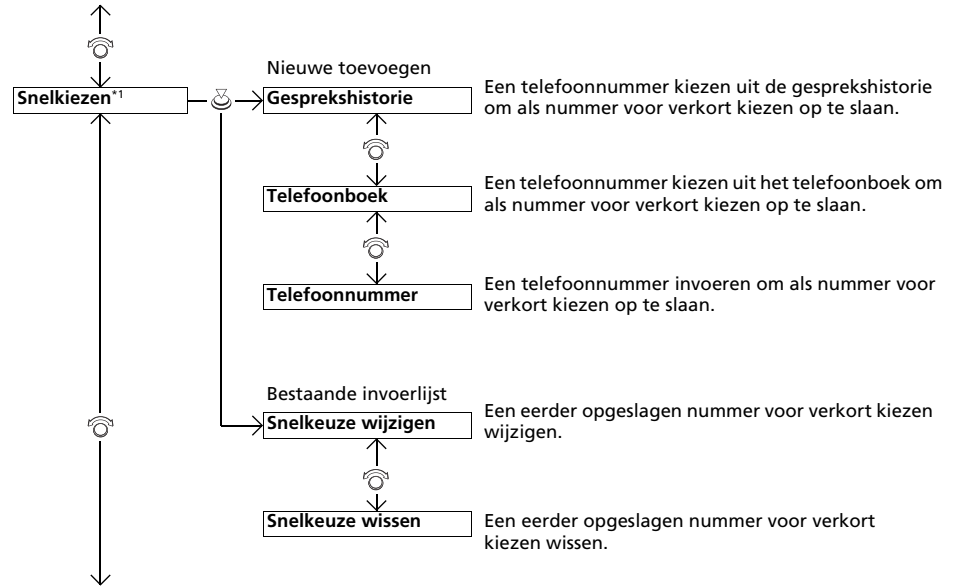 Nieuwe toevoegen
Snelkiezen*1
Gesprekshistorie
Een telefoonnummer kiezen uit de gesprekshistorie
om als nummer voor verkort kiezen op te slaan.
Telefoonboek
Een telefoonnummer kiezen uit het telefoonboek om
als nummer voor verkort kiezen op te slaan.
Telefoonnummer
Een telefoonnummer invoeren om als nummer voor
verkort kiezen op te slaan.
Bestaande invoerlijst
Snelkeuze wijzigen
Een eerder opgeslagen nummer voor verkort kiezen
wijzigen.
Snelkeuze wissen
Een eerder opgeslagen nummer voor verkort
kiezen wissen.